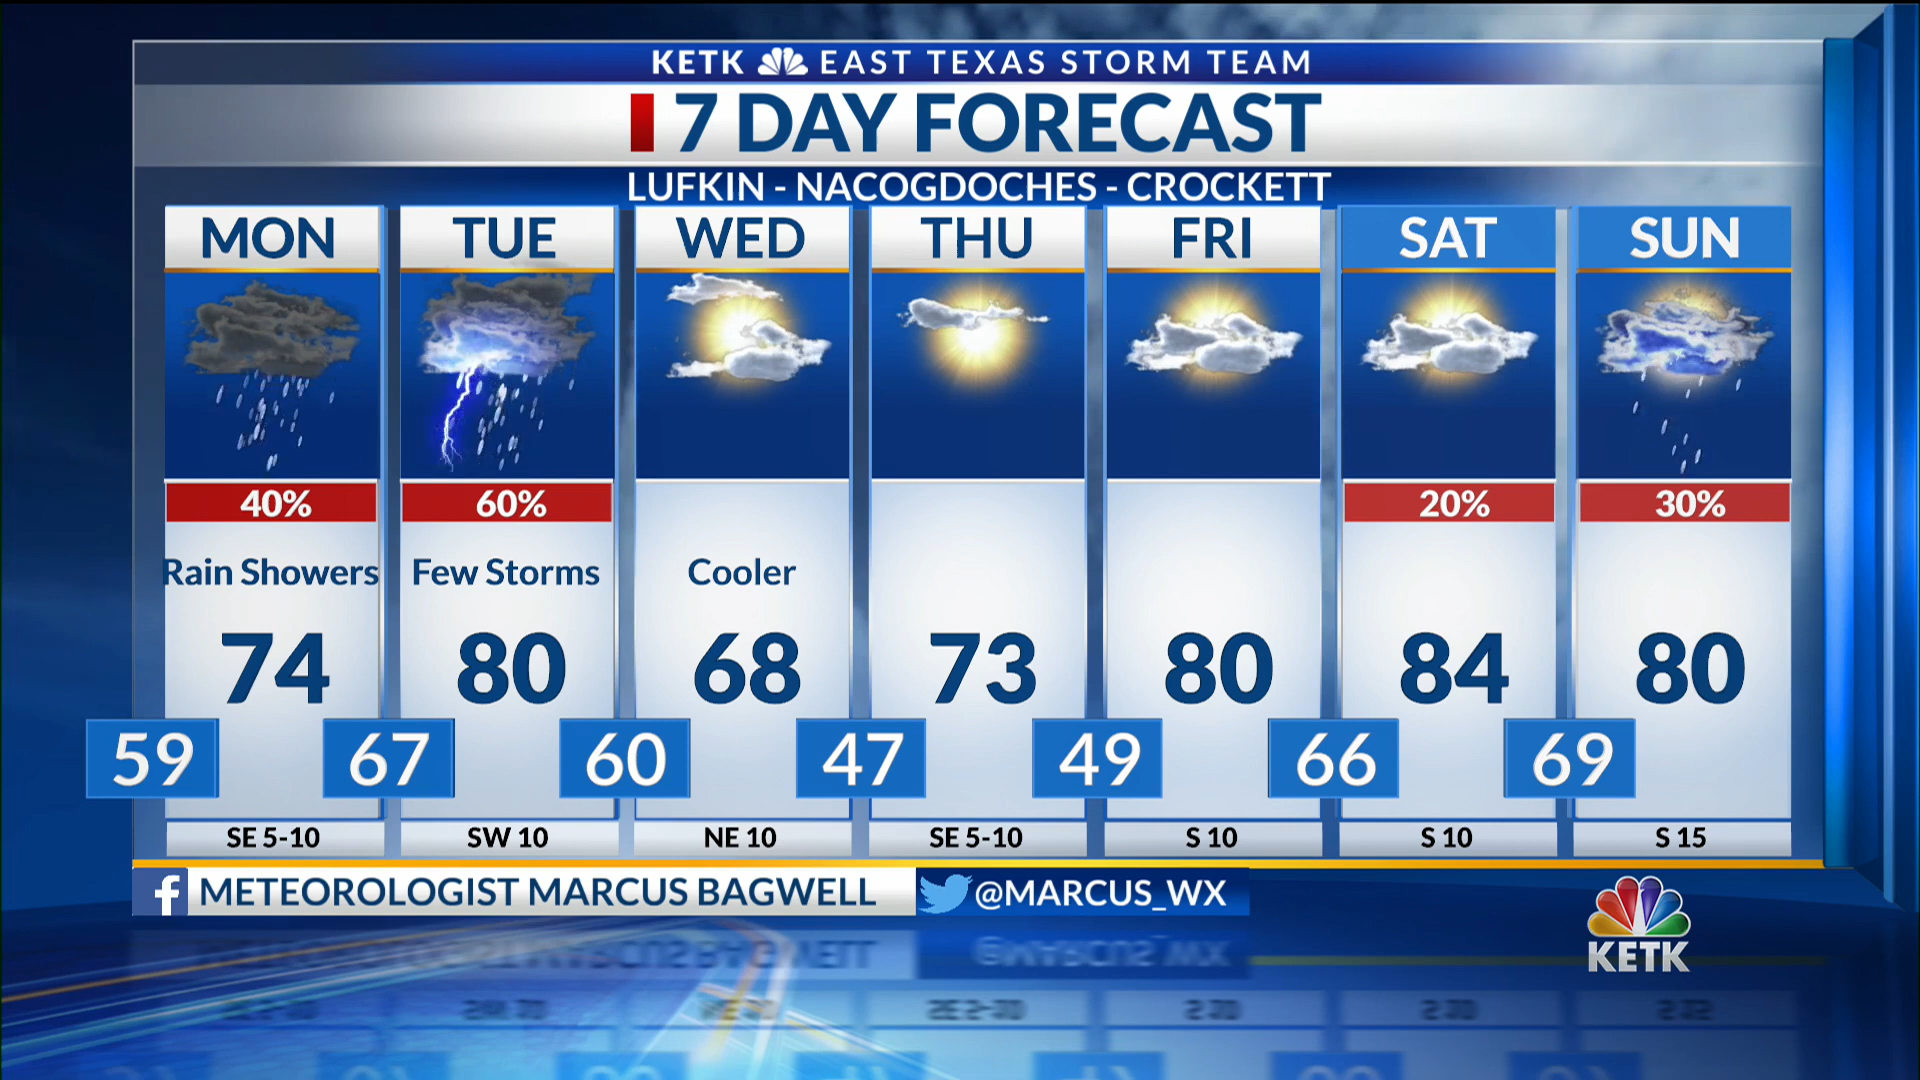 KETK EAST TEXAS STORM TEAM
7 DAY FORECAST
LUFKIN - NACOGDOCHES - CROCKETT
MON TUE WED THU FRI SAT SUN
40% 60% 20% 30%
Rain Showers Few Storms Cooler
74 80 68 73 80 84 80
59 67 60 47 49 66 69
SE 5-10 SW 10 NE 10 SE 5-10 S 10 S 10 S 15
f METEOROLOGIST MARCUS BAGWELL @MARCUS_WX
KETK